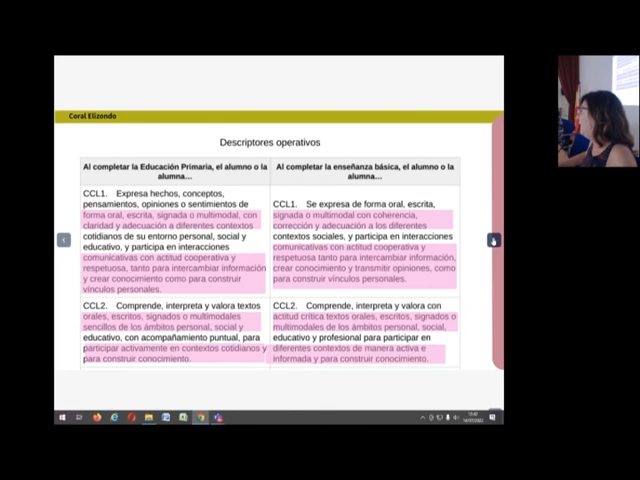 Coral Elizondo
Descriptores operativos
Al completar la Educación Primaria, el alumno o la
alumna…
Al completar la enseñanza básica, el alumno o la
alumna…
CCL1. Expresa hechos, conceptos,
pensamientos, opiniones o sentimientos de
forma oral, escrita, signada o multimodal, con
claridad y adecuación a diferentes contextos
cotidianos de su entorno personal, social y
educativo, y participa en interacciones
comunicativas con actitud cooperativa y
respetuosa, tanto para intercambiar información
y crear conocimiento como para construir
vínculos personales.
CCL1. Se expresa de forma oral, escrita,
signada o multimodal con coherencia,
corrección y adecuación a los diferentes
contextos sociales, y participa en interacciones
comunicativas con actitud cooperativa y
respetuosa tanto para intercambiar información,
crear conocimiento y transmitir opiniones, como
para construir vínculos personales.
CCL2. Comprende, interpreta y valora textos
orales, escritos, signados o multimodales
sencillos de los ámbitos personal, social y
educativo, con acompañamiento puntual, para
participar activamente en contextos cotidianos y
para construir conocimiento.
CCL2. Comprende, interpreta y valora con
actitud crítica textos orales, escritos, signados o
multimodales de los ámbitos personal, social,
educativo y profesional para participar en
diferentes contextos de manera activa e
informada y para construir conocimiento.